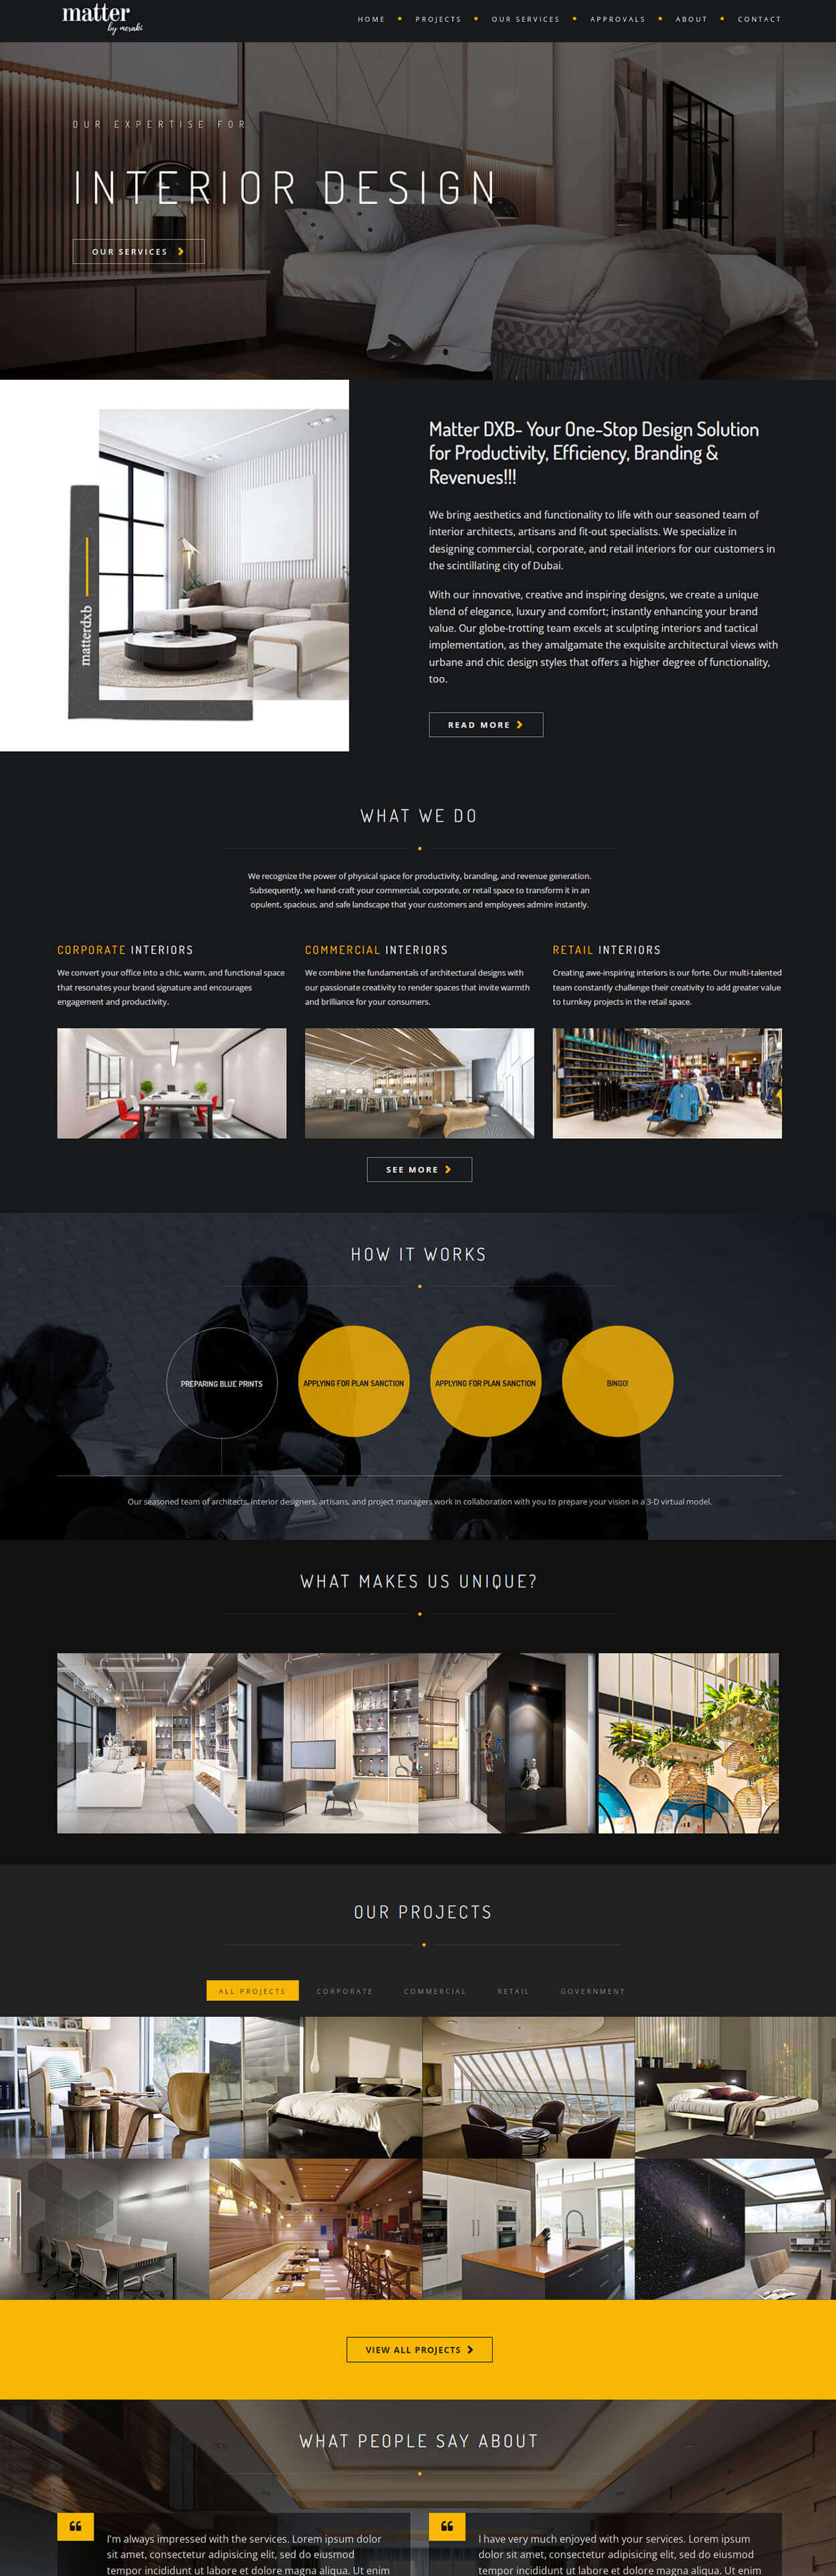 matter
by meraki
HOME PROJECTS OUR SERVICES APPROVALS ABOUT CONTACT
OUR EXPERTISE FOR
INTERIOR DESIGN
OUR SERVICES
matterdxb
Matter DXB- Your One-Stop Design Solution
for Productivity, Efficiency, Branding &
Revenues!!!
We bring aesthetics and functionality to life with our seasoned team of
interior architects, artisans and fit-out specialists. We specialize in
designing commercial, corporate, and retail interiors for our customers in
the scintillating city of Dubai.
With our innovative, creative and inspiring designs, we create a unique
blend of elegance, luxury and comfort; instantly enhancing your brand
value. Our globe-trotting team excels at sculpting interiors and tactical
implementation, as they amalgamate the exquisite architectural views with
urbane and chic design styles that offers a higher degree of functionality,
too.
READ MORE
WHAT WE DO
We recognize the power of physical space for productivity, branding, and revenue generation.
Subsequently, we hand-craft your commercial, corporate, or retail space to transform it in an
opulent, spacious, and safe landscape that your customers and employees admire instantly.
CORPORATE INTERIORS
We convert your office into a chic, warm, and functional space
that resonates your brand signature and encourages
engagement and productivity.
COMMERCIAL INTERIORS
We combine the fundamentals of architectural designs with
our passionate creativity to render spaces that invite warmth
and brilliance for your consumers.
RETAIL INTERIORS
Creating awe-inspiring interiors is our forte. Our multi-talented
team constantly challenge their creativity to add greater value
to turnkey projects in the retail space.
SEE MORE
HOW IT WORKS
PREPARING BLUE PRINTS
APPLYING FOR PLAN SANCTION
APPLYING FOR PLAN SANCTION
BINGO!
Our seasoned team of architects, interior designers, artisans, and project managers work in collaboration with you to prepare your vision in a 3-D virtual model.
WHAT MAKES US UNIQUE?
OUR PROJECTS
ALL PROJECTS CORPORATE COMMERCIAL RETAIL GOVERNMENT
VIEW ALL PROJECTS
WHAT PEOPLE SAY ABOUT
I'm always impressed with the services. Lorem ipsum dolor
sit amet, consectetur adipisicing elit, sed do eiusmod
tempor incididunt ut labore et dolore magna aliqua. Ut enim
I have very much enjoyed with your services. Lorem ipsum
dolor sit amet, consectetur adipisicing elit, sed do eiusmod
tempor incididunt ut labore et dolore magna aliqua. Ut enim